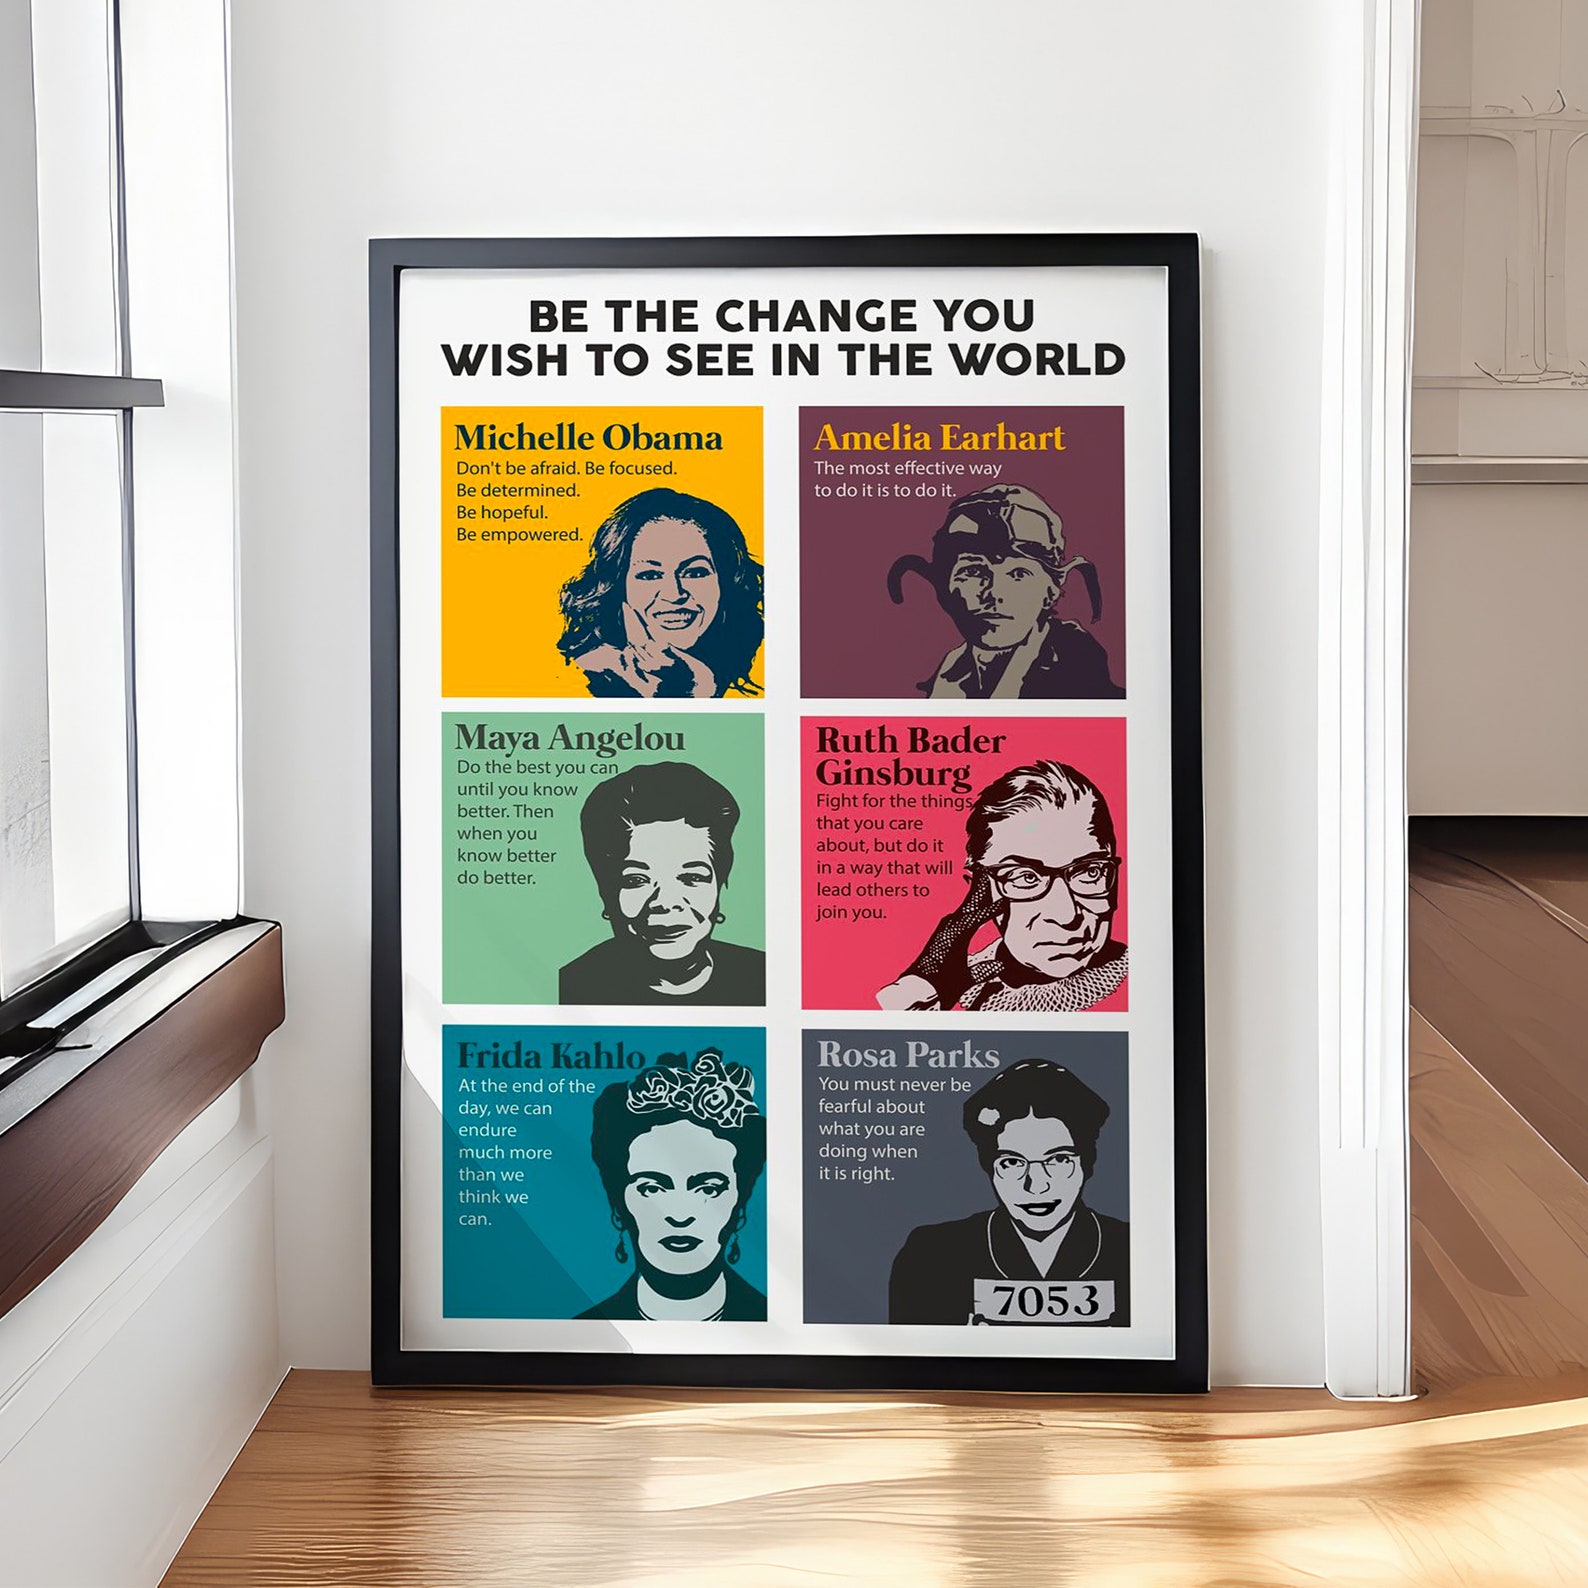 BE THE CHANGE YOU
WISH TO SEE IN THE WORLD
Michelle Obama
Don't be afraid. Be focused.
Be determined.
Be hopeful.
Be empowered.
Amelia Earhart
The most effective way
to do it is to do it.
Maya Angelou
Do the best you can
until you know
better. Then
when you
know better
do better.
Ruth Bader
Ginsburg
Fight for the things
that you care
about, but do it
in a way that will
lead others to
join you.
Frida Kahlo
At the end of the
day, we can
endure
much more
than we
think we
can.
Rosa Parks
You must never be
fearful about
what you are
doing when
it is right.
7053